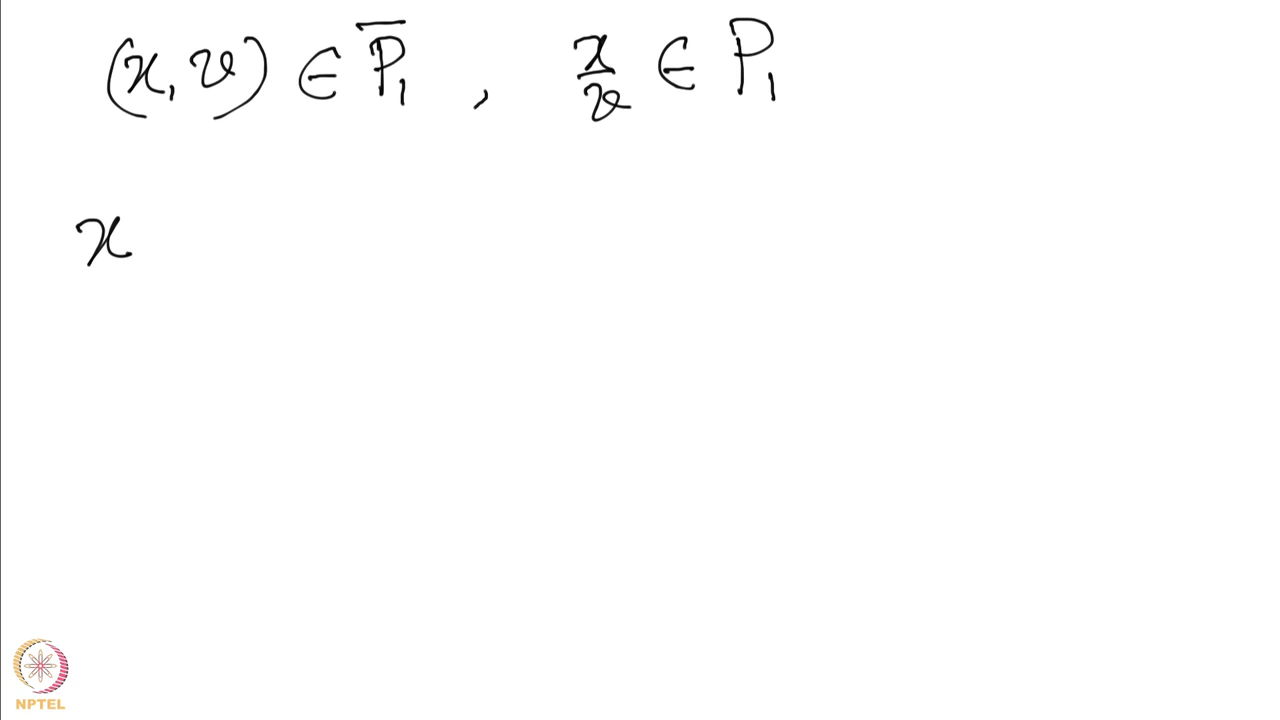 (x, v) ∈ P̅₁ , x/v ∈ P₁
x
NPTEL